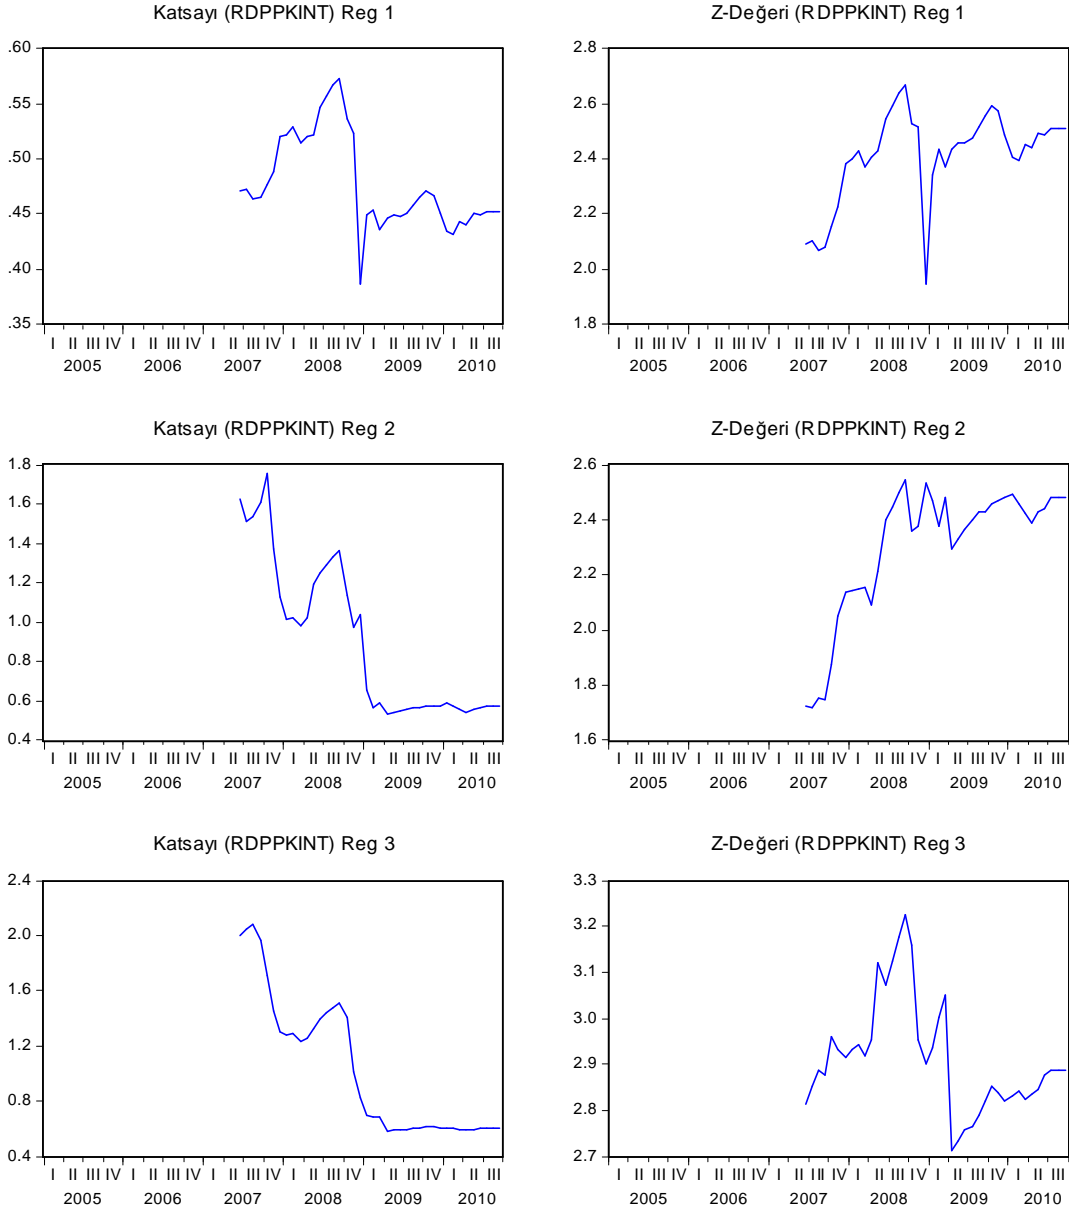 Katsayı (RDPPKINT) Reg 1
.60
.55
.50
.45
.40
.35
I II III IV I II III IV I II III IV I II III IV I II III IV I II III
2005 2006 2007 2008 2009 2010
Z-Değeri (RDPPKINT) Reg 1
2.8
2.6
2.4
2.2
2.0
1.8
I II III IV I II III IV I II III IV I II III IV I II III IV I II III
2005 2006 2007 2008 2009 2010
Katsayı (RDPPKINT) Reg 2
1.8
1.6
1.4
1.2
1.0
0.8
0.6
0.4
I II III IV I II III IV I II III IV I II III IV I II III IV I II III
2005 2006 2007 2008 2009 2010
Z-Değeri (RDPPKINT) Reg 2
2.6
2.4
2.2
2.0
1.8
1.6
I II III IV I II III IV I II III IV I II III IV I II III IV I II III
2005 2006 2007 2008 2009 2010
Katsayı (RDPPKINT) Reg 3
2.4
2.0
1.6
1.2
0.8
0.4
I II III IV I II III IV I II III IV I II III IV I II III IV I II III
2005 2006 2007 2008 2009 2010
Z-Değeri (RDPPKINT) Reg 3
3.3
3.2
3.1
3.0
2.9
2.8
2.7
I II III IV I II III IV I II III IV I II III IV I II III IV I II III
2005 2006 2007 2008 2009 2010